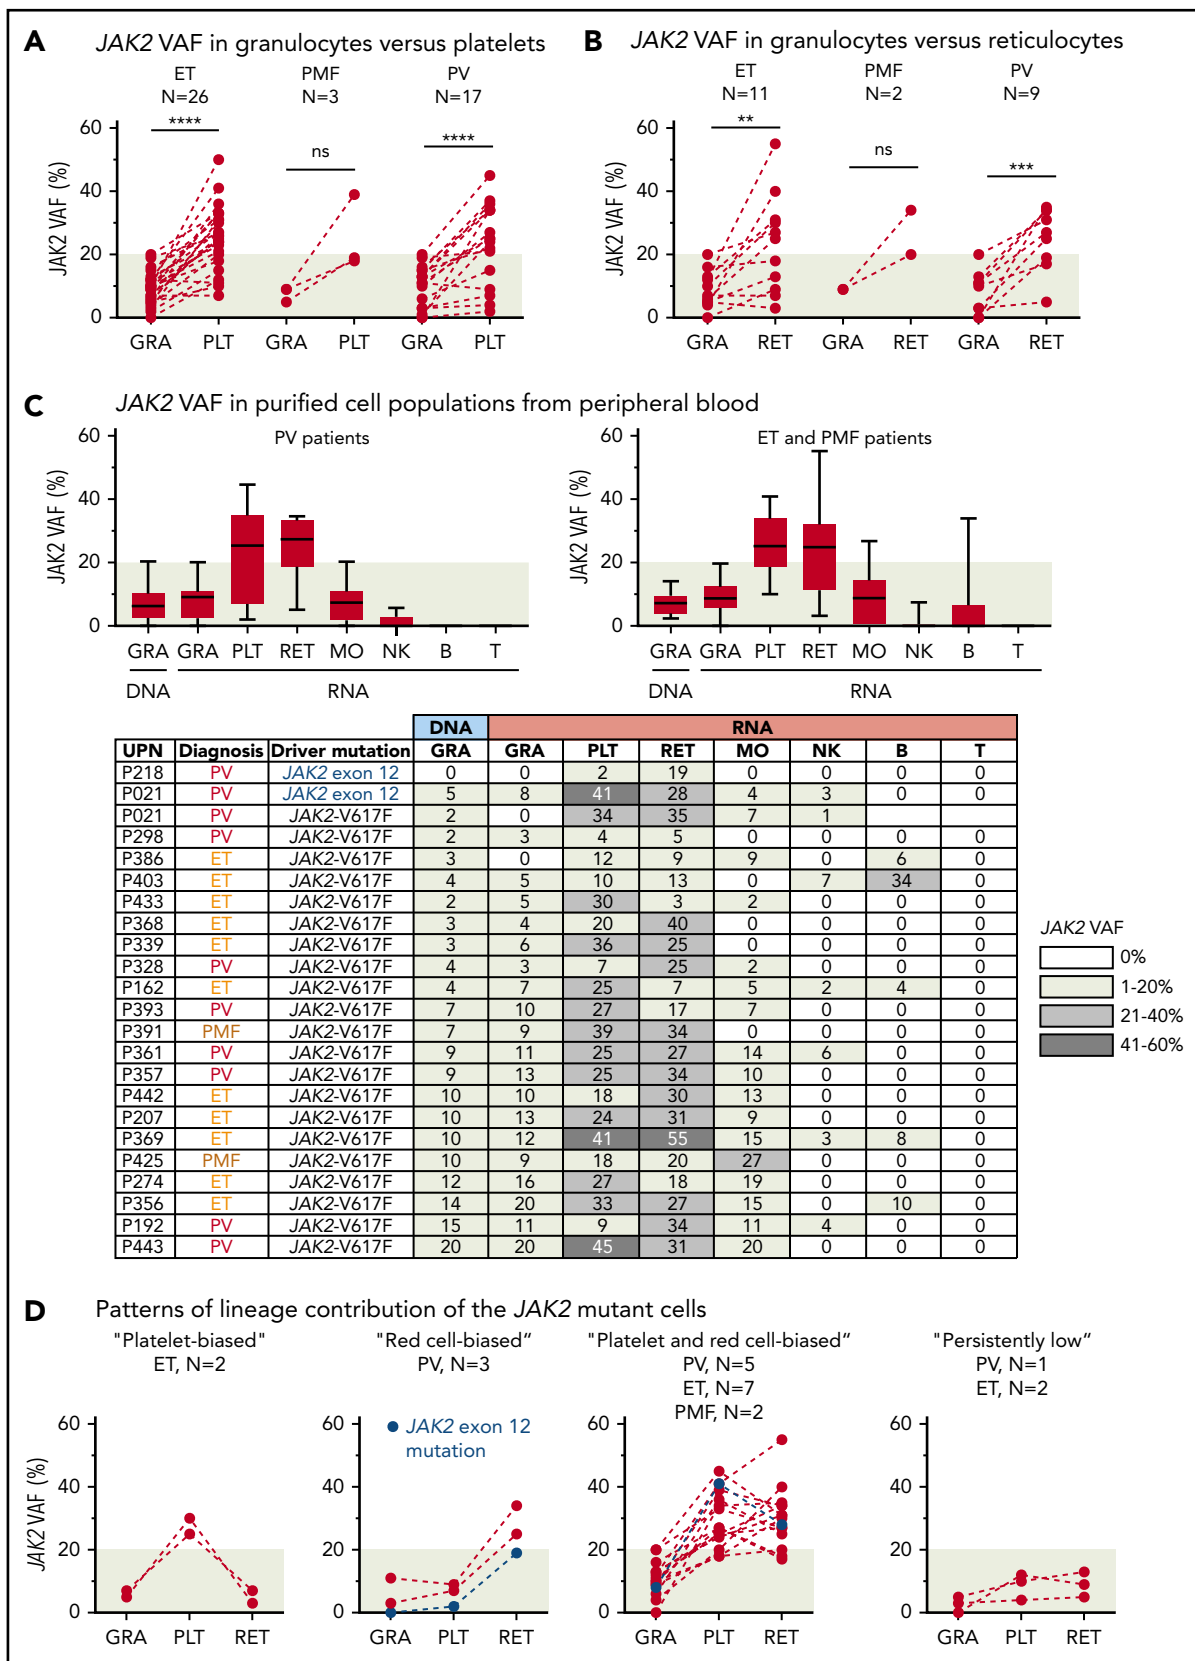 A JAK2 VAF in granulocytes versus platelets
ET PMF PV
N=26 N=3 N=17
JAK2 VAF (%)
60
40
20
0
**** ns ****
GRA PLT GRA PLT GRA PLT
B JAK2 VAF in granulocytes versus reticulocytes
ET PMF PV
N=11 N=2 N=9
JAK2 VAF (%)
60
40
20
0
** ns ***
GRA RET GRA RET GRA RET
C JAK2 VAF in purified cell populations from peripheral blood
PV patients
JAK2 VAF (%)
60
40
20
0
GRA GRA PLT RET MO NK B T
DNA RNA
ET and PMF patients
JAK2 VAF (%)
60
40
20
0
GRA GRA PLT RET MO NK B T
DNA RNA
DNA RNA
UPN Diagnosis Driver mutation GRA GRA PLT RET MO NK B T
P218 PV JAK2 exon 12 0 0 2 19 0 0 0 0
P021 PV JAK2 exon 12 5 8 41 28 4 3 0 0
P021 PV JAK2-V617F 2 0 34 35 7 1
P298 PV JAK2-V617F 2 3 4 5 0 0 0 0
P386 ET JAK2-V617F 3 0 12 9 9 0 6 0
P403 ET JAK2-V617F 4 5 10 13 0 7 34 0
P433 ET JAK2-V617F 2 5 30 3 2 0 0 0
P368 ET JAK2-V617F 3 4 20 40 0 0 0 0
P339 ET JAK2-V617F 3 6 36 25 0 0 0 0
P328 PV JAK2-V617F 4 3 7 25 2 0 0 0
P162 ET JAK2-V617F 4 7 25 7 5 2 4 0
P393 PV JAK2-V617F 7 10 27 17 7 0 0 0
P391 PMF JAK2-V617F 7 9 39 34 0 0 0 0
P361 PV JAK2-V617F 9 11 25 27 14 6 0 0
P357 PV JAK2-V617F 9 13 25 34 10 0 0 0
P442 ET JAK2-V617F 10 10 18 30 13 0 0 0
P207 ET JAK2-V617F 10 13 24 31 9 0 0 0
P369 ET JAK2-V617F 10 12 41 55 15 3 8 0
P425 PMF JAK2-V617F 10 9 18 20 27 0 0 0
P274 ET JAK2-V617F 12 16 27 18 19 0 0 0
P356 ET JAK2-V617F 14 20 33 27 15 0 10 0
P192 PV JAK2-V617F 15 11 9 34 11 4 0 0
P443 PV JAK2-V617F 20 20 45 31 20 0 0 0
JAK2 VAF
0%
1-20%
21-40%
41-60%
D Patterns of lineage contribution of the JAK2 mutant cells
"Platelet-biased"
ET, N=2
JAK2 VAF (%)
60
40
20
0
GRA PLT RET
"Red cell-biased“
PV, N=3
JAK2 exon 12
mutation
60
40
20
0
GRA PLT RET
"Platelet and red cell-biased“
PV, N=5
ET, N=7
PMF, N=2
60
40
20
0
GRA PLT RET
"Persistently low“
PV, N=1
ET, N=2
60
40
20
0
GRA PLT RET